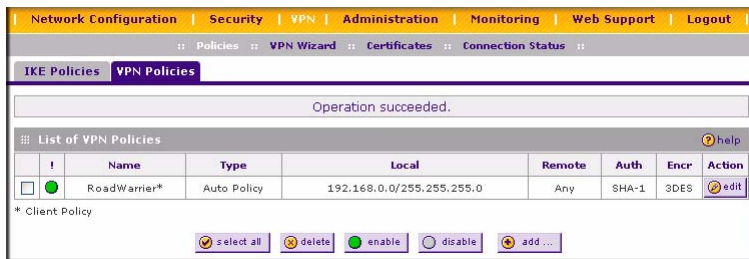 Network Configuration | Security | VPN | Administration | Monitoring | Web Support | Logout
:: Policies :: VPN Wizard :: Certificates :: Connection Status ::
IKE Policies VPN Policies
Operation succeeded.
List of VPN Policies help
! Name Type Local Remote Auth Encr Action
RoadWarrier* Auto Policy 192.168.0.0/255.255.255.0 Any SHA-1 3DES edit
* Client Policy
select all delete enable disable add ...